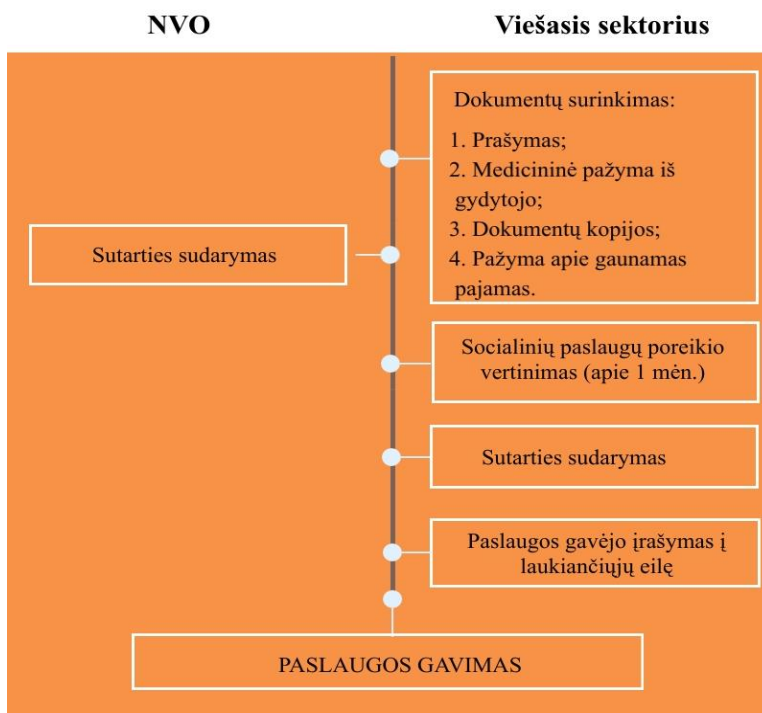 NVO
Viešasis sektorius
Dokumentų surinkimas:
1. Prašymas;
2. Medicininė pažyma iš
gydytojo;
3. Dokumentų kopijos;
4. Pažyma apie gaunamas
pajamas.
Sutarties sudarymas
Socialinių paslaugų poreikio
vertinimas (apie 1 mėn.)
Sutarties sudarymas
Paslaugos gavėjo įrašymas į
laukiančiųjų eilę
PASLAUGOS GAVIMAS